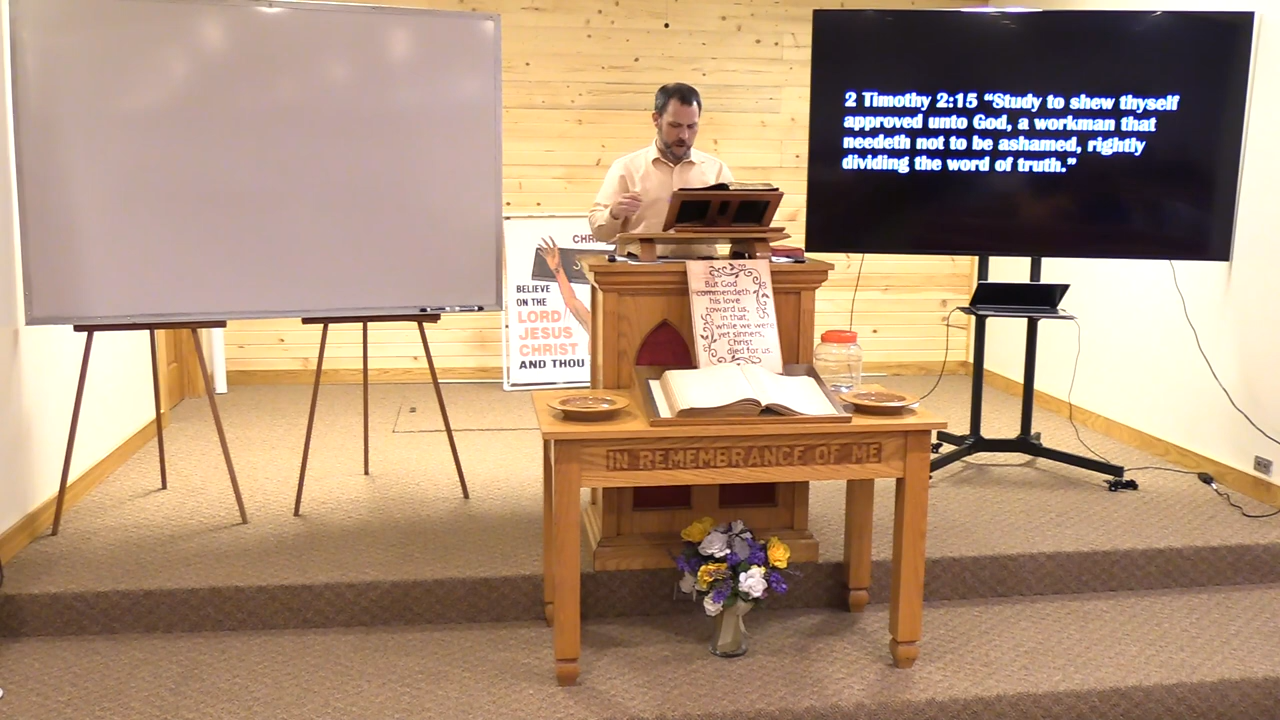 2 Timothy 2:15 “Study to shew thyself
approved unto God, a workman that
needeth not to be ashamed, rightly
dividing the word of truth.”
BELIEVE
ON THE
LORD
JESUS
CHRIST
AND THOU
But God
commendeth
his love
toward us,
in that,
while we were
yet sinners,
Christ
died for us.
IN REMEMBRANCE OF ME